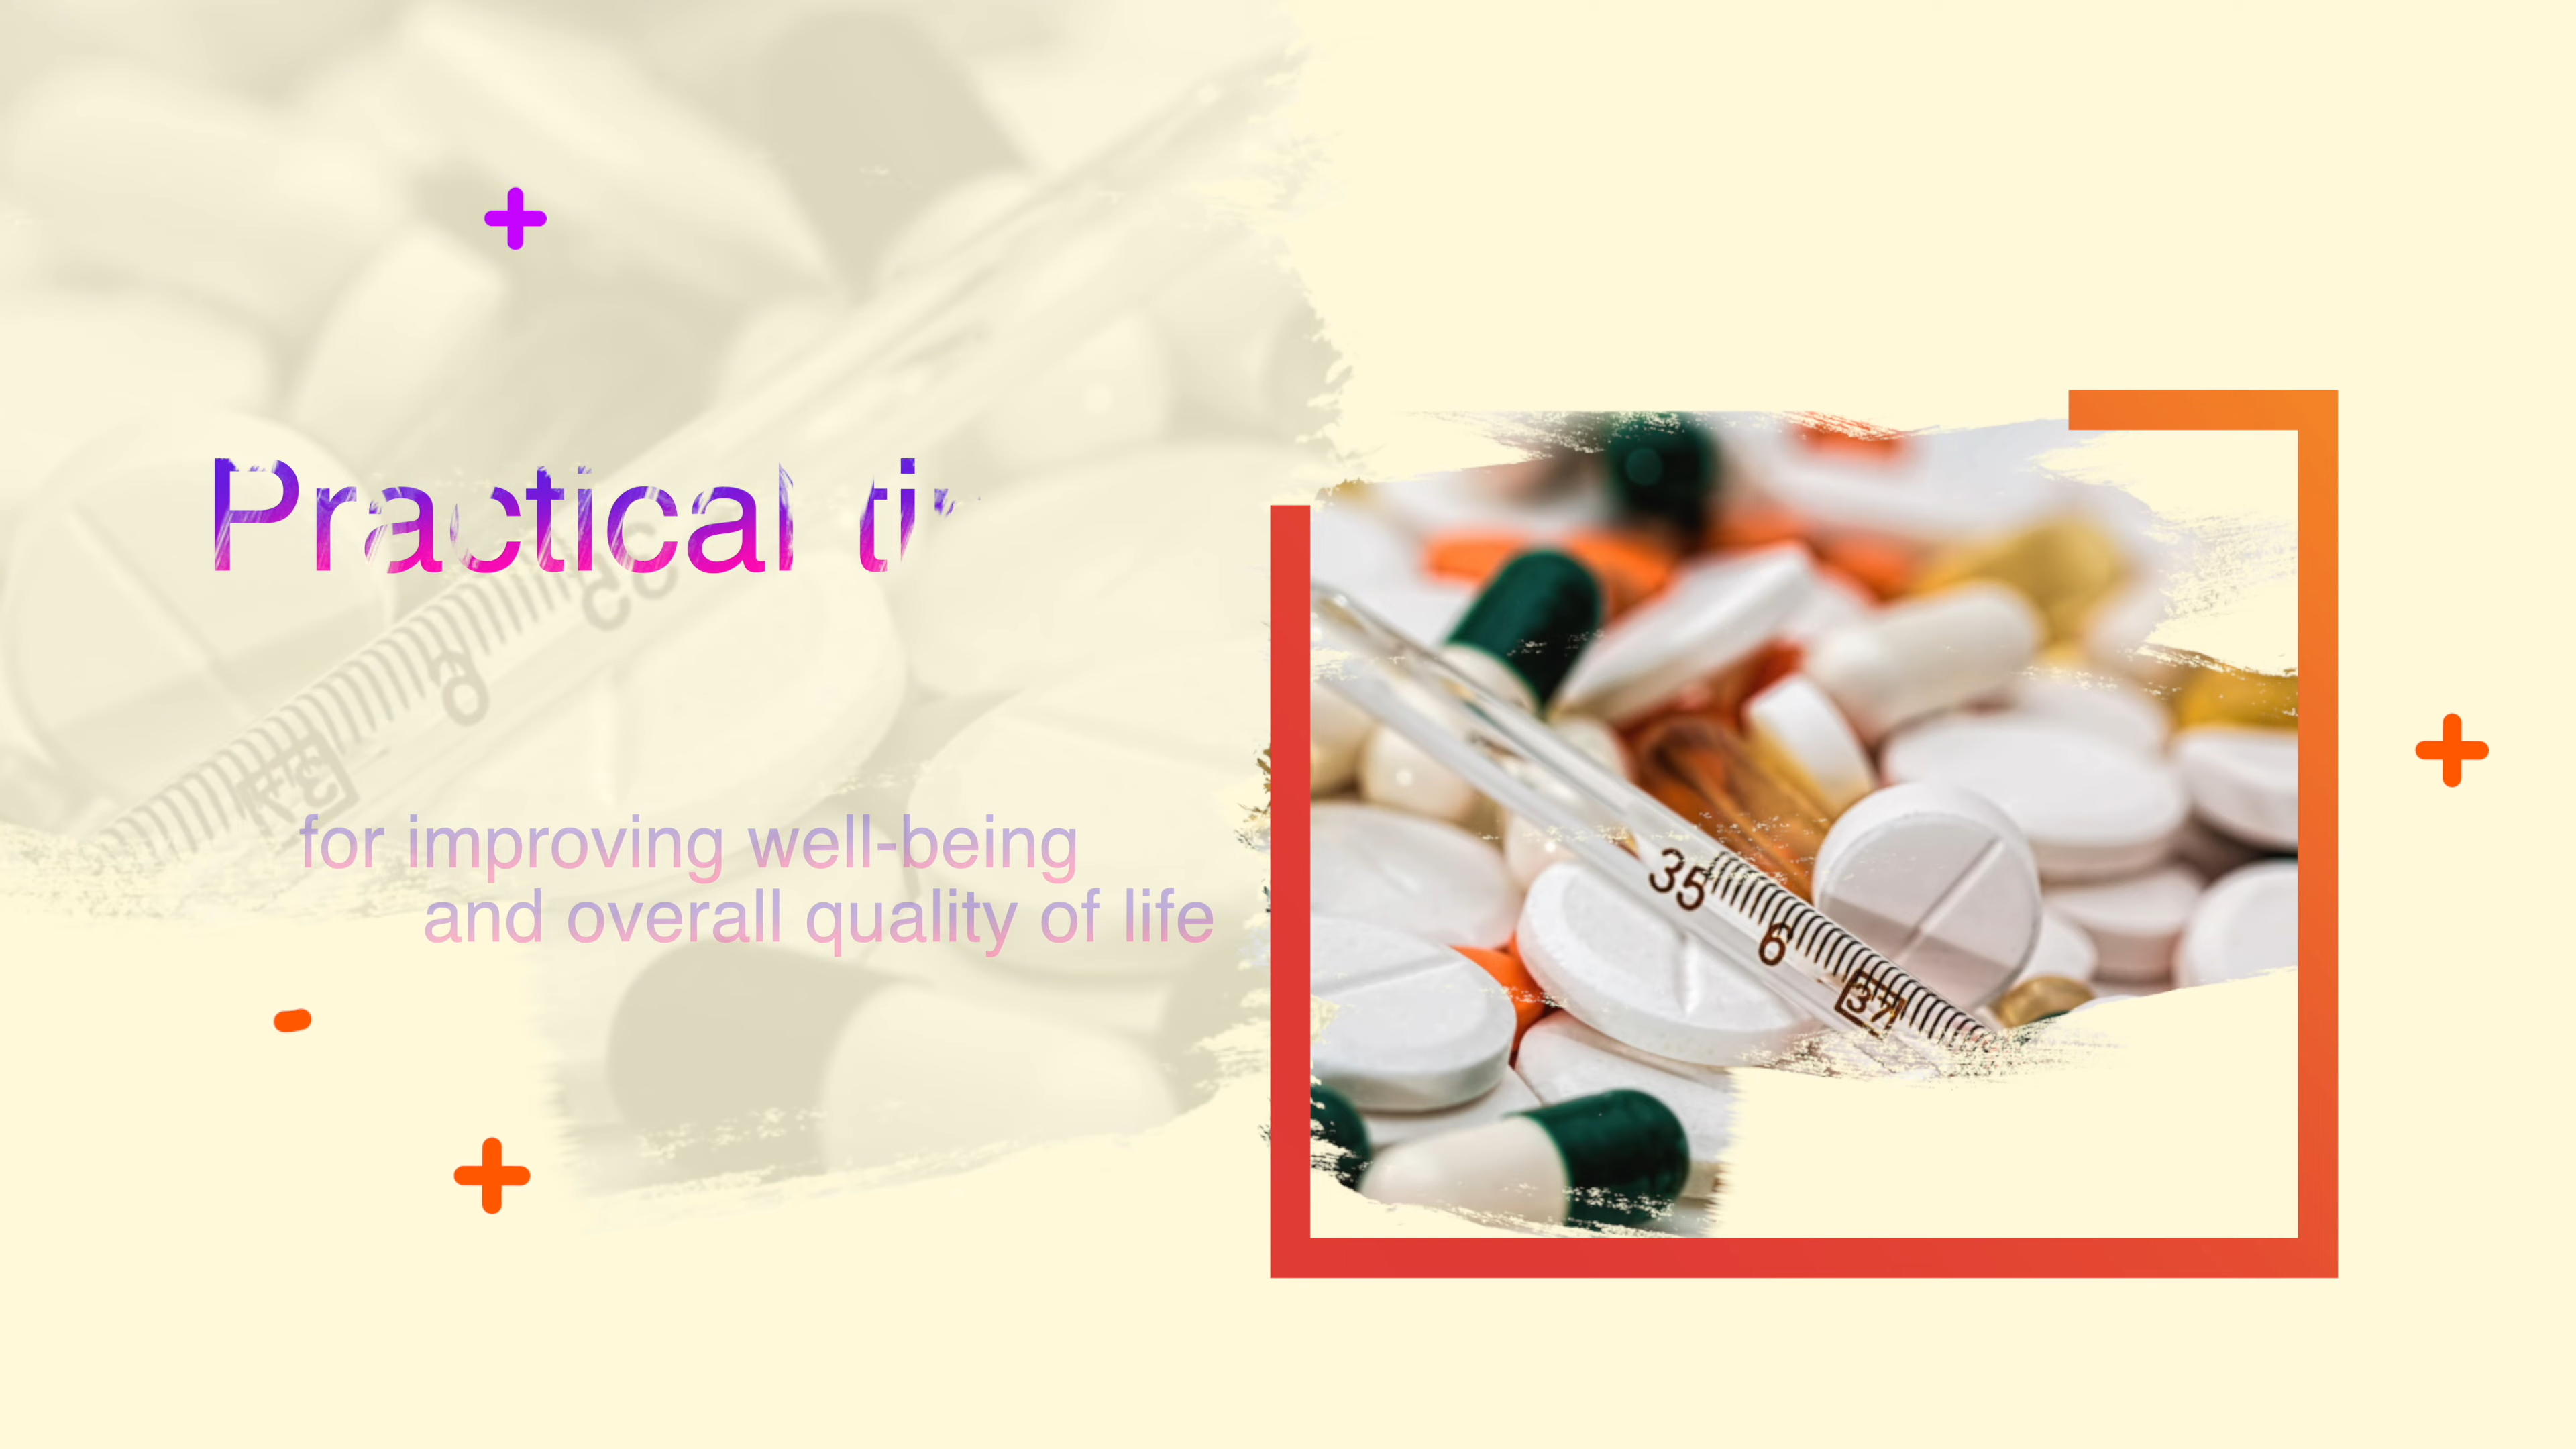 Practical
for improving well-being
and overall quality of life
35
6
37